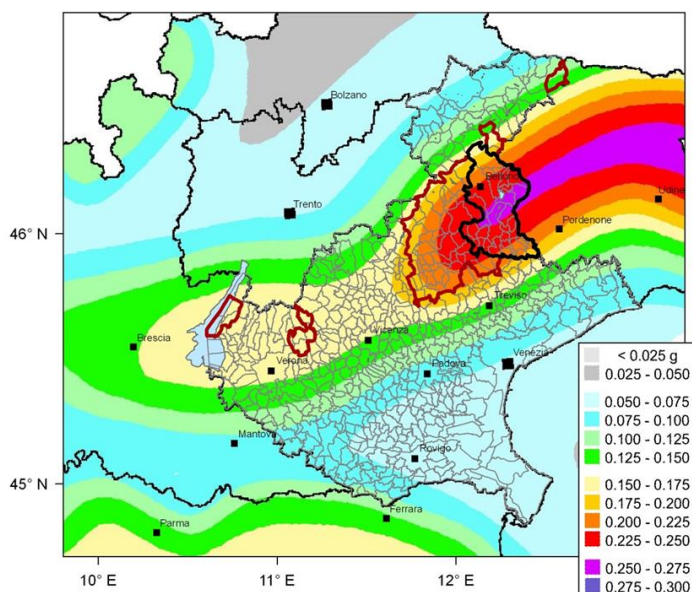 Bolzano
Belluno
Trento
Udine
46° N
Pordenone
Treviso
Brescia
Vicenza
Verona
Venezia
Padova
Mantova
Rovigo
45° N
Ferrara
Parma
10° E
11° E
12° E
< 0.025 g
0.025 - 0.050
0.050 - 0.075
0.075 - 0.100
0.100 - 0.125
0.125 - 0.150
0.150 - 0.175
0.175 - 0.200
0.200 - 0.225
0.225 - 0.250
0.250 - 0.275
0.275 - 0.300